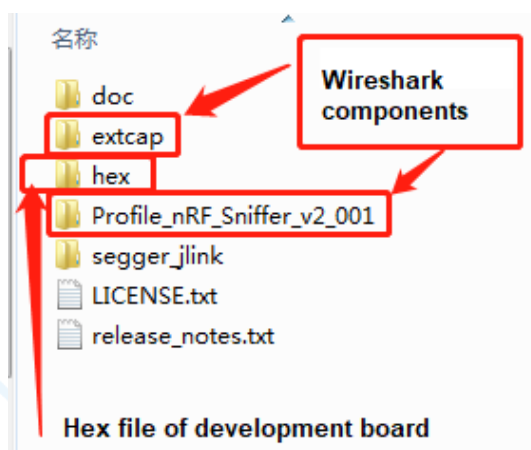 名称
doc
Wireshark
components
extcap
hex
Profile_nRF_Sniffer_v2_001
segger_jlink
LICENSE.txt
release_notes.txt
Hex file of development board